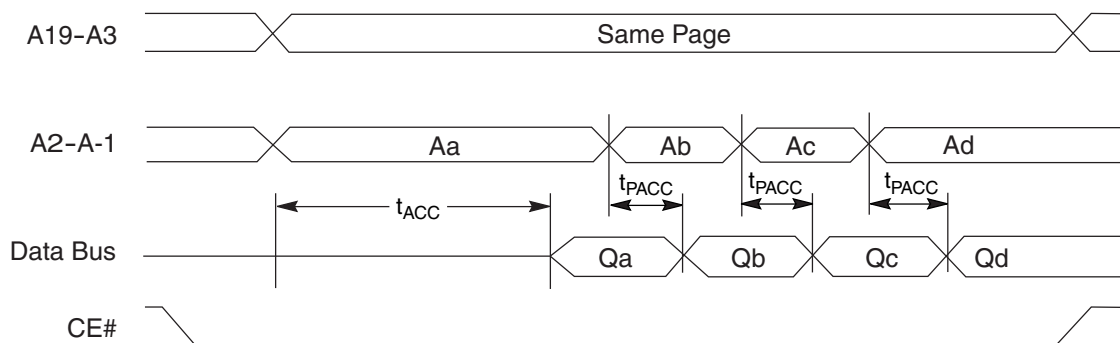 A19–A3 Same Page
A2–A-1 Aa Ab Ac Ad
tACC tPACC tPACC tPACC
Data Bus Qa Qb Qc Qd
CE#